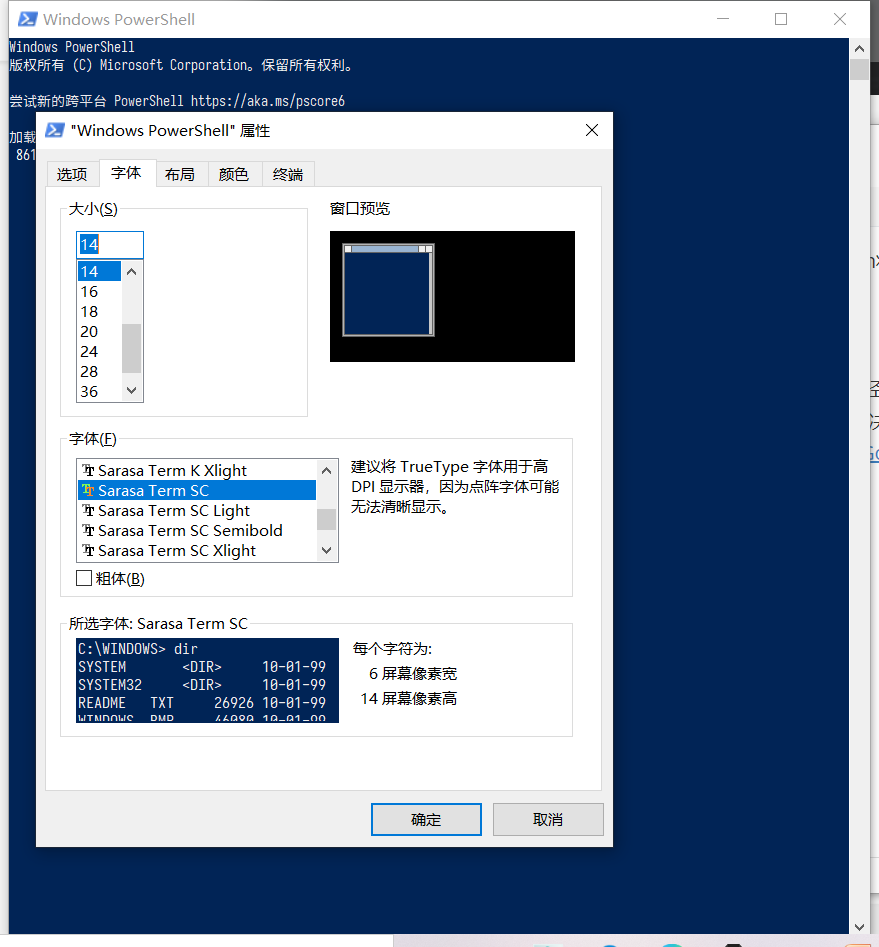 Windows PowerShell
Windows PowerShell
版权所有 (C) Microsoft Corporation。保留所有权利。
尝试新的跨平台 PowerShell https://aka.ms/pscore6
加载
861
"Windows PowerShell" 属性
选项 字体 布局 颜色 终端
大小(S)
14
14
16
18
20
24
28
36
窗口预览
字体(F)
Sarasa Term K Xlight
Sarasa Term SC
Sarasa Term SC Light
Sarasa Term SC Semibold
Sarasa Term SC Xlight
建议将 TrueType 字体用于高
DPI 显示器，因为点阵字体可能
无法清晰显示。
粗体(B)
所选字体: Sarasa Term SC
C:\WINDOWS> dir
SYSTEM <DIR> 10-01-99
SYSTEM32 <DIR> 10-01-99
README TXT 26926 10-01-99
WINDOWS BMP 46080 10-01-99
每个字符为:
6 屏幕像素宽
14 屏幕像素高
确定 取消